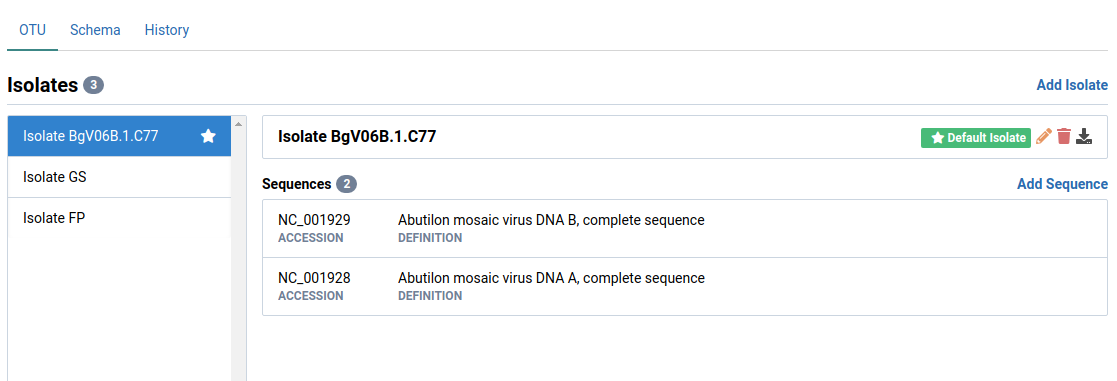 OTU Schema History
Isolates 3 Add Isolate
Isolate BgV06B.1.C77
Isolate GS
Isolate FP
Isolate BgV06B.1.C77 Default Isolate
Sequences 2 Add Sequence
NC_001929 Abutilon mosaic virus DNA B, complete sequence
ACCESSION DEFINITION
NC_001928 Abutilon mosaic virus DNA A, complete sequence
ACCESSION DEFINITION